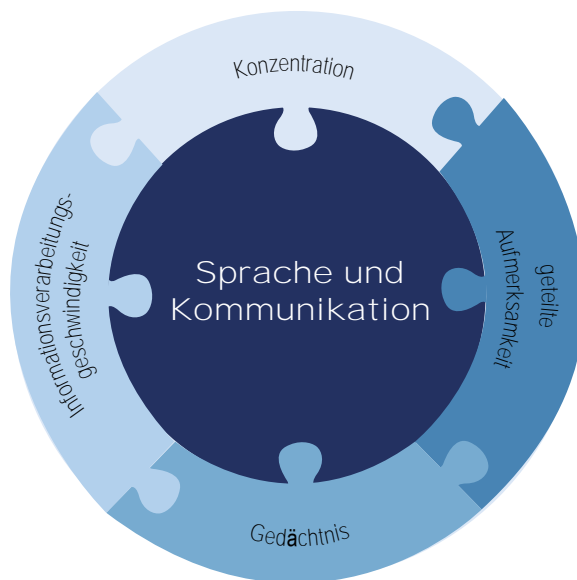 Konzentration
Informationsverarbeitungs-
geschwindigkeit
Sprache und
Kommunikation
geteilte
Aufmerksamkeit
Gedächtnis